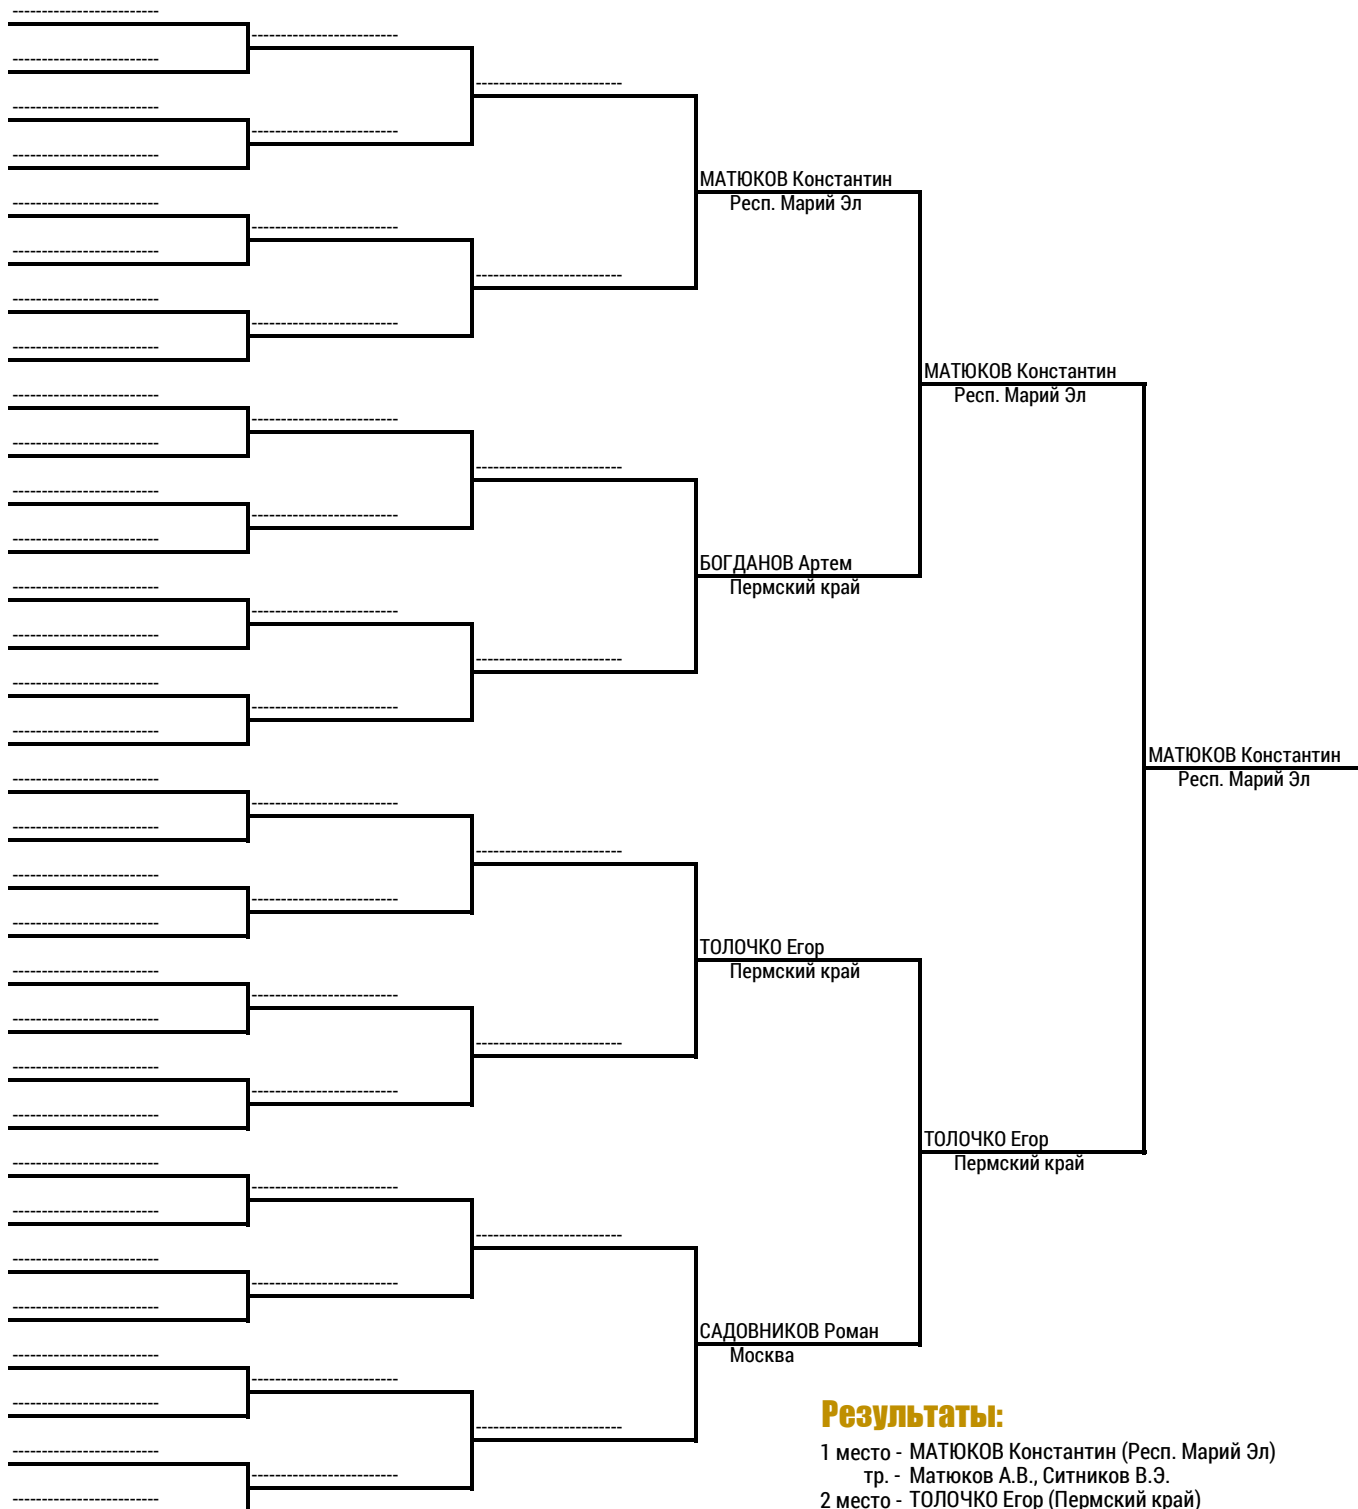 МАТЮКОВ Константин
Респ. Марий Эл
МАТЮКОВ Константин
Респ. Марий Эл
БОГДАНОВ Артем
Пермский край
МАТЮКОВ Константин
Респ. Марий Эл
ТОЛОЧКО Егор
Пермский край
ТОЛОЧКО Егор
Пермский край
САДОВНИКОВ Роман
Москва
Результаты:
1 место - МАТЮКОВ Константин (Респ. Марий Эл)
тр. - Матюков А.В., Ситников В.Э.
2 место - ТОЛОЧКО Егор (Пермский край)